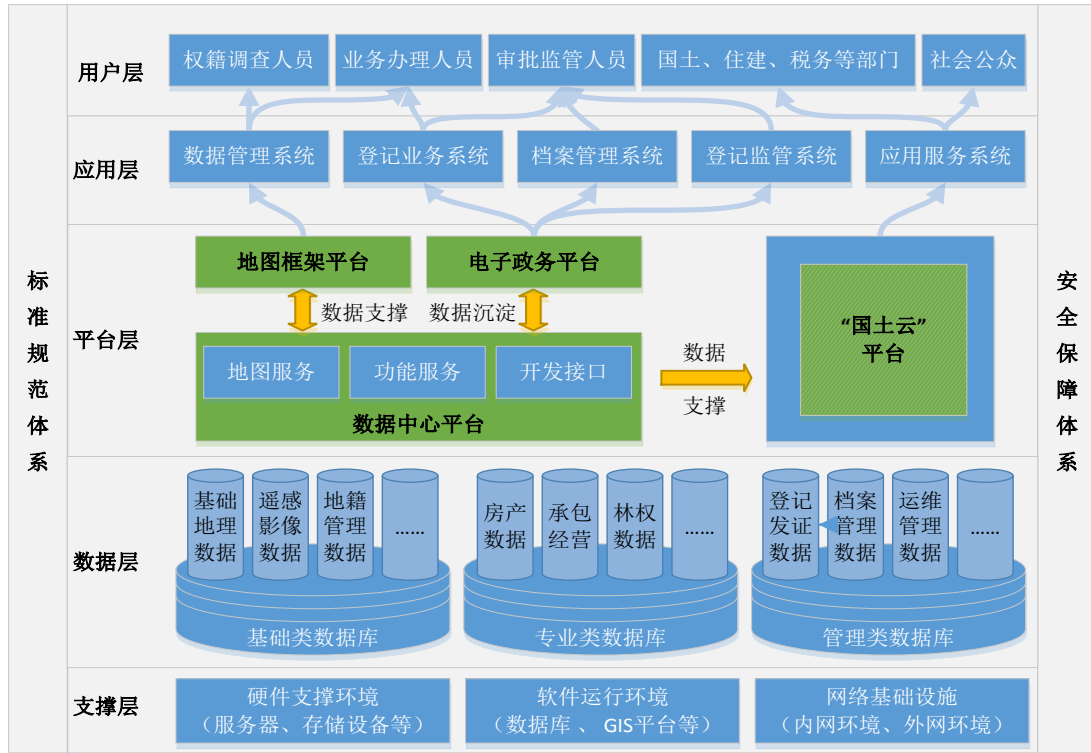 用户层
权籍调查人员
业务办理人员
审批监管人员
国土、住建、税务等部门
社会公众
应用层
数据管理系统
登记业务系统
档案管理系统
登记监管系统
应用服务系统
标准规范体系
安全保障体系
平台层
地图框架平台
电子政务平台
数据支撑
数据沉淀
地图服务
功能服务
开发接口
数据中心平台
数据
支撑
“国土云”
平台
数据层
基础
地理
数据
遥感
影像
数据
地籍
管理
数据
……
基础类数据库
房产
数据
承包
经营
林权
数据
……
专业类数据库
登记
发证
数据
档案
管理
数据
运维
管理
数据
……
管理类数据库
支撑层
硬件支撑环境
（服务器、存储设备等）
软件运行环境
（数据库 、 GIS平台等）
网络基础设施
（内网环境、外网环境）